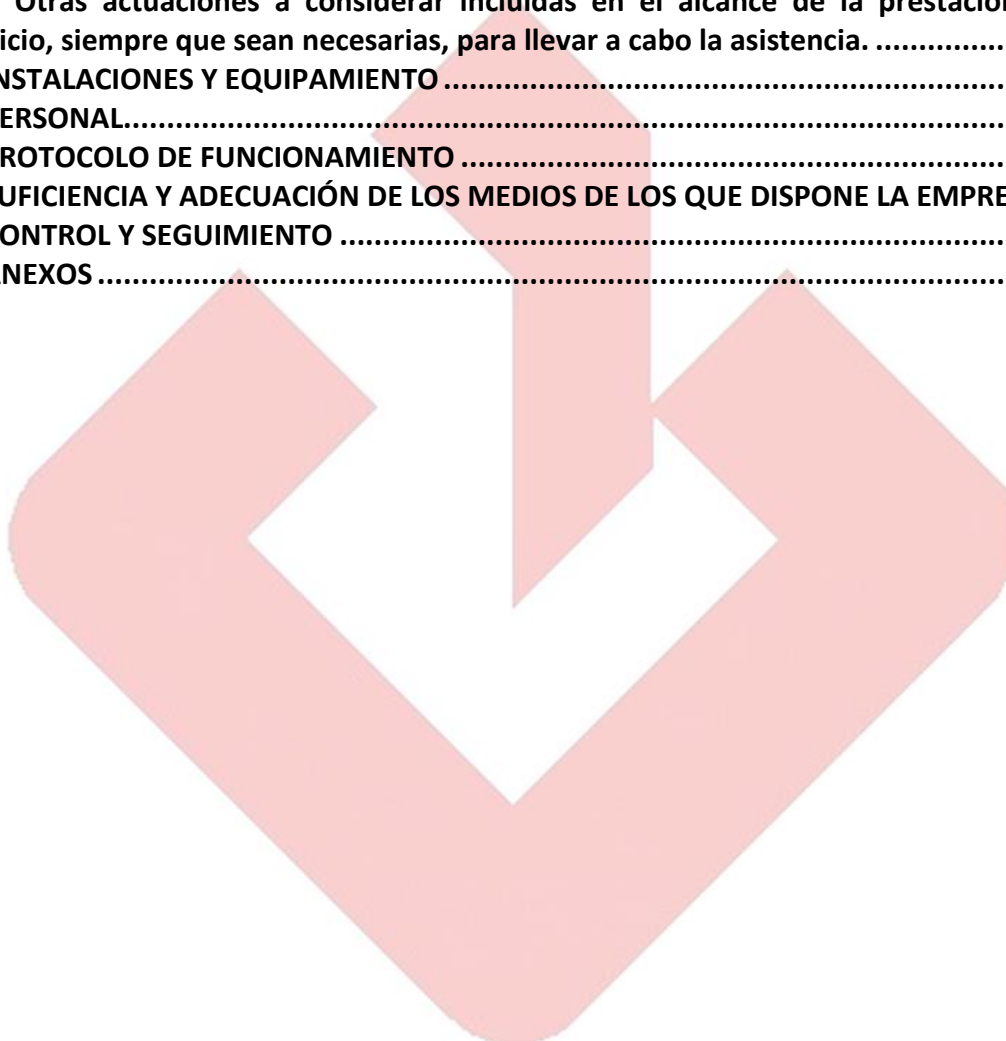 Otras actuaciones a considerar incluidas en el alcance de la prestación
icio, siempre que sean necesarias, para llevar a cabo la asistencia. ................
NSTALACIONES Y EQUIPAMIENTO ....................................................................
ERSONAL.....................................................................................................
ROTOCOLO DE FUNCIONAMIENTO .................................................................
UFICIENCIA Y ADECUACIÓN DE LOS MEDIOS DE LOS QUE DISPONE LA EMPRE
ONTROL Y SEGUIMIENTO ................................................................................
NEXOS ........................................................................................................